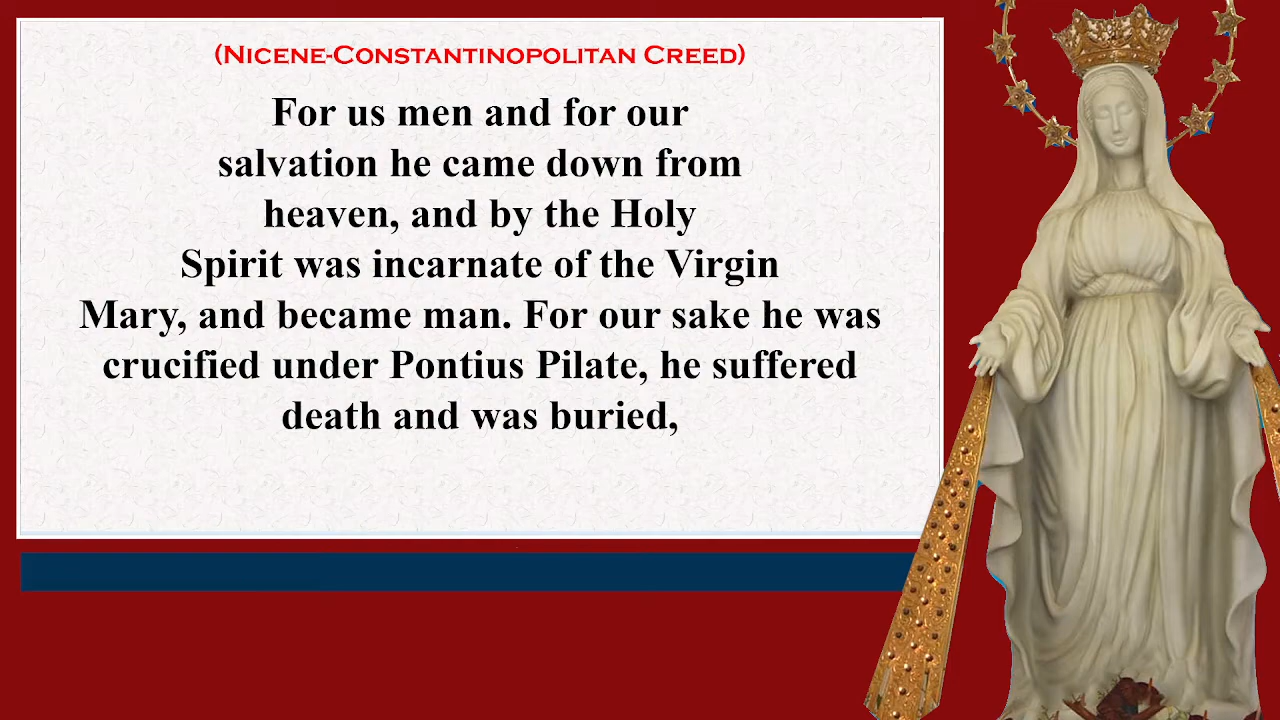 (Nicene-Constantinopolitan Creed)
For us men and for our
salvation he came down from
heaven, and by the Holy
Spirit was incarnate of the Virgin
Mary, and became man. For our sake he was
crucified under Pontius Pilate, he suffered
death and was buried,